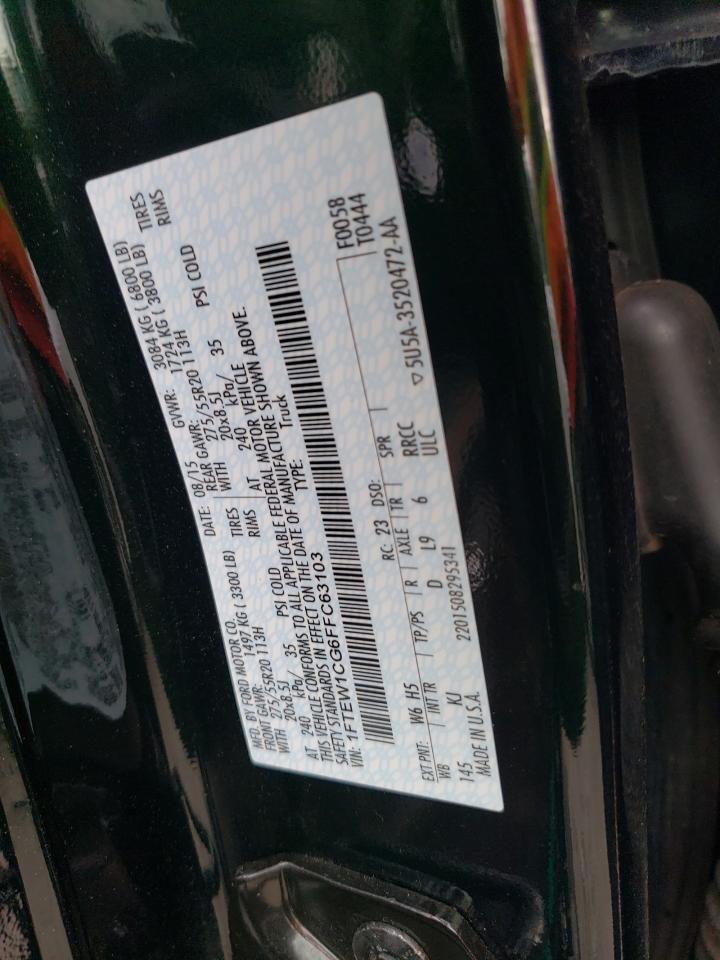 MFD. BY FORD MOTOR CO. DATE: 08/15 GVWR: 3084 KG ( 6800 LB)
FRONT GAWR: 1497 KG ( 3300 LB) REAR GAWR: 1724 KG ( 3800 LB)
WITH 275/55R20 113H TIRES WITH 275/55R20 113H TIRES
20x8.5J RIMS 20x8.5J RIMS
AT 240 kPa/ 35 PSI COLD AT 240 kPa/ 35 PSI COLD
THIS VEHICLE CONFORMS TO ALL APPLICABLE FEDERAL MOTOR VEHICLE
SAFETY STANDARDS IN EFFECT ON THE DATE OF MANUFACTURE SHOWN ABOVE.
VIN: 1FTEW1CG6FFC63103 TYPE: Truck
F0058
T0444
EXT PNT: W6 H5 RC: 23 DSO:
WB INT TR TP/PS R AXLE TR SPR
145 KJ D L9 6 RRCC
ULC
MADE IN U.S.A. 2201508295341 ▽5U5A-3520472-AA